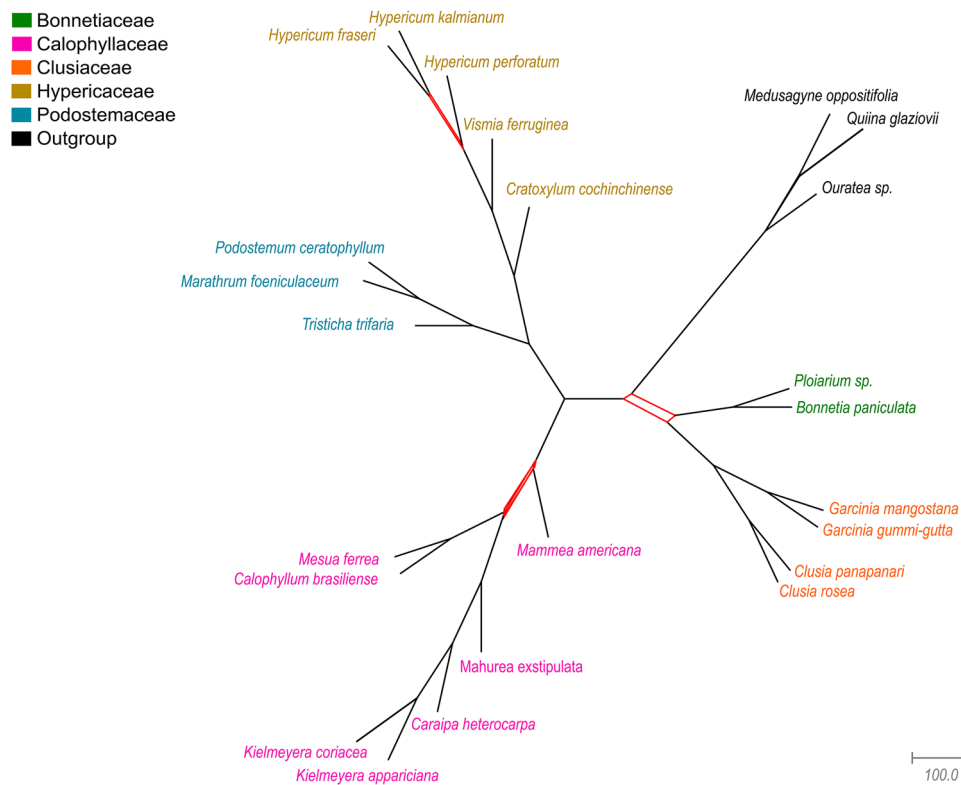 Bonnetiaceae
Calophyllaceae
Clusiaceae
Hypericaceae
Podostemaceae
Outgroup
Hypericum kalmianum
Hypericum fraseri
Hypericum perforatum
Vismia ferruginea
Cratoxylum cochinchinense
Medusagyne oppositifolia
Quiina glaziovii
Ouratea sp.
Podostemum ceratophyllum
Marathrum foeniculaceum
Tristicha trifaria
Ploiarium sp.
Bonnetia paniculata
Garcinia mangostana
Garcinia gummi-gutta
Clusia panapanari
Clusia rosea
Mammea americana
Mesua ferrea
Calophyllum brasiliense
Mahurea exstipulata
Caraipa heterocarpa
Kielmeyera coriacea
Kielmeyera appariciana
100.0